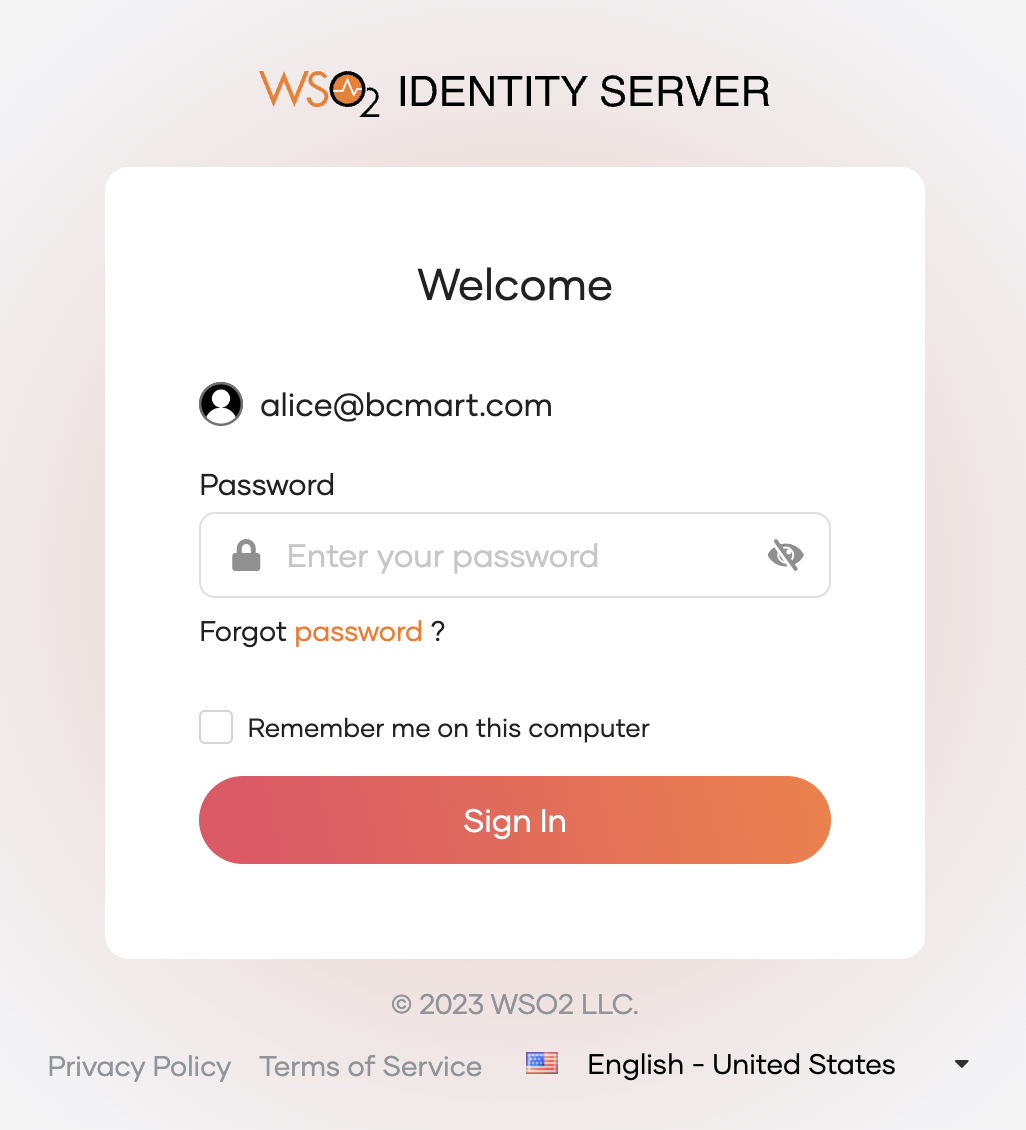 WSO2 IDENTITY SERVER
Welcome
alice@bcmart.com
Password
Enter your password
Forgot password ?
Remember me on this computer
Sign In
© 2023 WSO2 LLC.
Privacy Policy Terms of Service English - United States